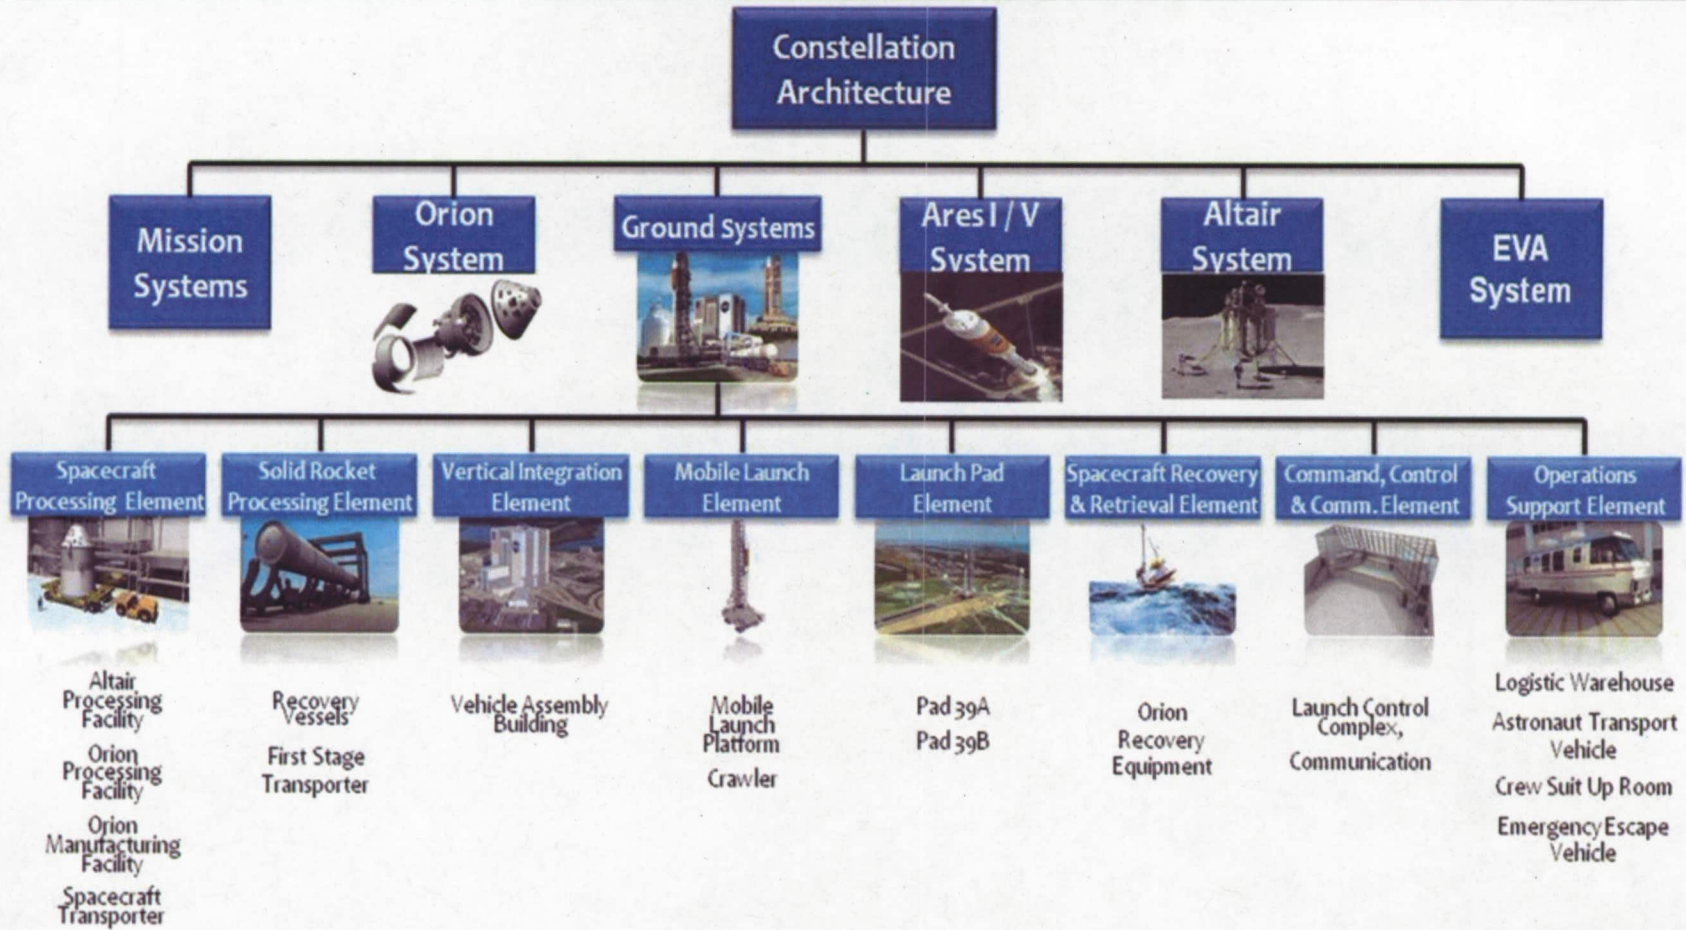 Constellation
Architecture
Mission
Systems
Orion
System
Ground Systems
Ares I / V
System
Altair
System
EVA
System
Spacecraft
Processing Element
Solid Rocket
Processing Element
Vertical Integration
Element
Mobile Launch
Element
Launch Pad
Element
Spacecraft Recovery
& Retrieval Element
Command, Control
& Comm. Element
Operations
Support Element
Altair
Processing
Facility
Orion
Processing
Facility
Orion
Manufacturing
Facility
Spacecraft
Transporter
Recovery
Vessels
First Stage
Transporter
Vehicle Assembly
Building
Mobile
Launch
Platform
Crawler
Pad 39A
Pad 39B
Orion
Recovery
Equipment
Launch Control
Complex,
Communication
Logistic Warehouse
Astronaut Transport
Vehicle
Crew Suit Up Room
Emergency Escape
Vehicle